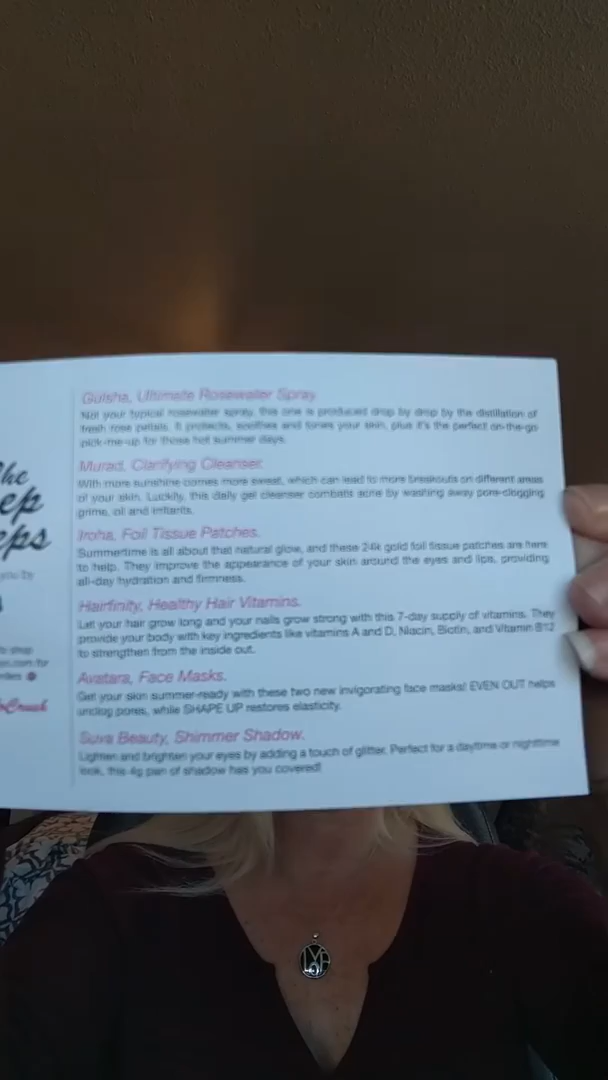 he
ep
eps
you by
Gulsha, Ultimate Rosewater Spray.
Not your typical rosewater spray, this one is produced drop by drop by the distillation of
fresh rose petals. It protects, soothes and tones your skin, plus it's the perfect on-the-go
pick-me-up for those hot summer days.
Murad, Clarifying Cleanser.
With more sunshine comes more sweat, which can lead to more breakouts on different areas
of your skin. Luckily, this daily gel cleanser combats acne by washing away pore-clogging
grime, oil and irritants.
Iroha, Foil Tissue Patches.
Summertime is all about that natural glow, and these 24k gold foil tissue patches are here
to help. They improve the appearance of your skin around the eyes and lips, providing
all-day hydration and firmness.
Hairfinity, Healthy Hair Vitamins.
Let your hair grow long and your nails grow strong with this 7-day supply of vitamins. They
provide your body with key ingredients like vitamins A and D, Niacin, Biotin, and Vitamin B12
to strengthen from the inside out.
Avatara, Face Masks.
Get your skin summer-ready with these two new invigorating face masks! EVEN OUT helps
unclog pores, while SHAPE UP restores elasticity.
Suva Beauty, Shimmer Shadow.
Lighten and brighten your eyes by adding a touch of glitter. Perfect for a daytime or nighttime
look, this 4g pan of shadow has you covered!